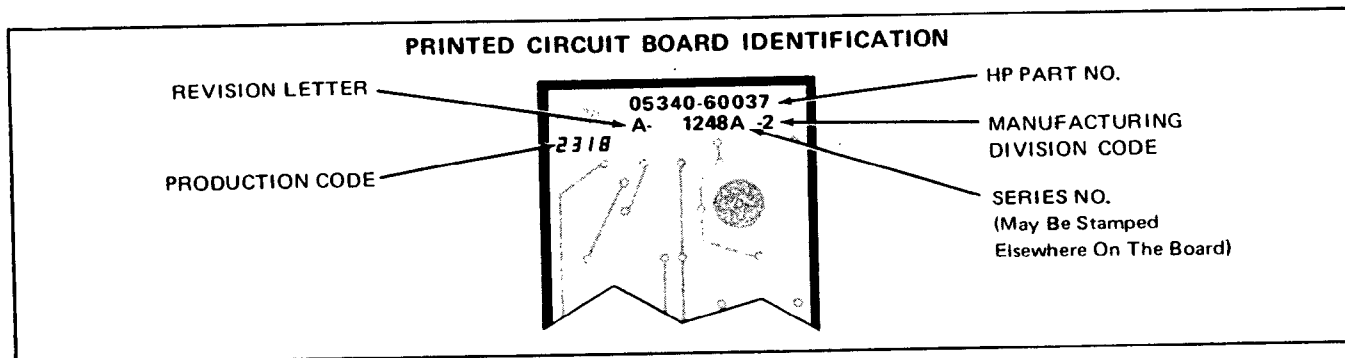 PRINTED CIRCUIT BOARD IDENTIFICATION
REVISION LETTER
HP PART NO.
05340-60037
A- 1248A -2
MANUFACTURING
DIVISION CODE
2318
PRODUCTION CODE
SERIES NO.
(May Be Stamped
Elsewhere On The Board)